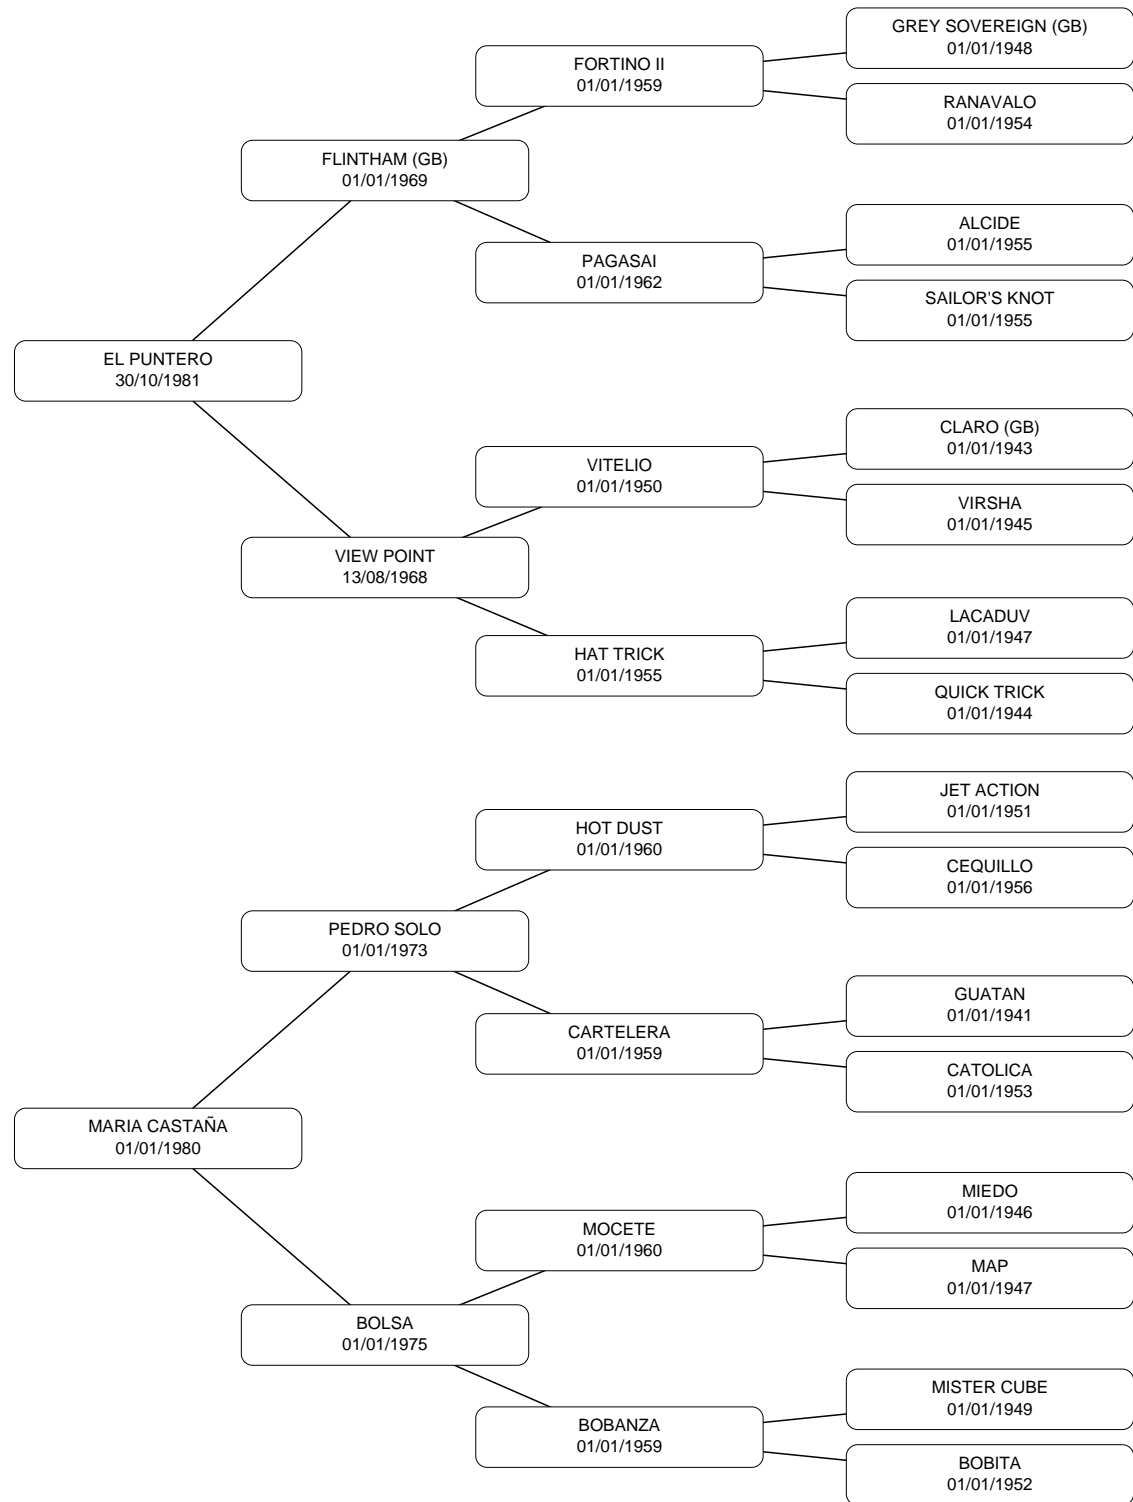 GREY SOVEREIGN (GB)
01/01/1948
FORTINO II
01/01/1959
RANAVALO
01/01/1954
FLINTHAM (GB)
01/01/1969
ALCIDE
01/01/1955
PAGASAI
01/01/1962
SAILOR'S KNOT
01/01/1955
EL PUNTERO
30/10/1981
CLARO (GB)
01/01/1943
VITELIO
01/01/1950
VIRSHA
01/01/1945
VIEW POINT
13/08/1968
LACADUV
01/01/1947
HAT TRICK
01/01/1955
QUICK TRICK
01/01/1944
JET ACTION
01/01/1951
HOT DUST
01/01/1960
CEQUILLO
01/01/1956
PEDRO SOLO
01/01/1973
GUATAN
01/01/1941
CARTELERA
01/01/1959
CATOLICA
01/01/1953
MARIA CASTAÑA
01/01/1980
MIEDO
01/01/1946
MOCETE
01/01/1960
MAP
01/01/1947
BOLSA
01/01/1975
MISTER CUBE
01/01/1949
BOBANZA
01/01/1959
BOBITA
01/01/1952